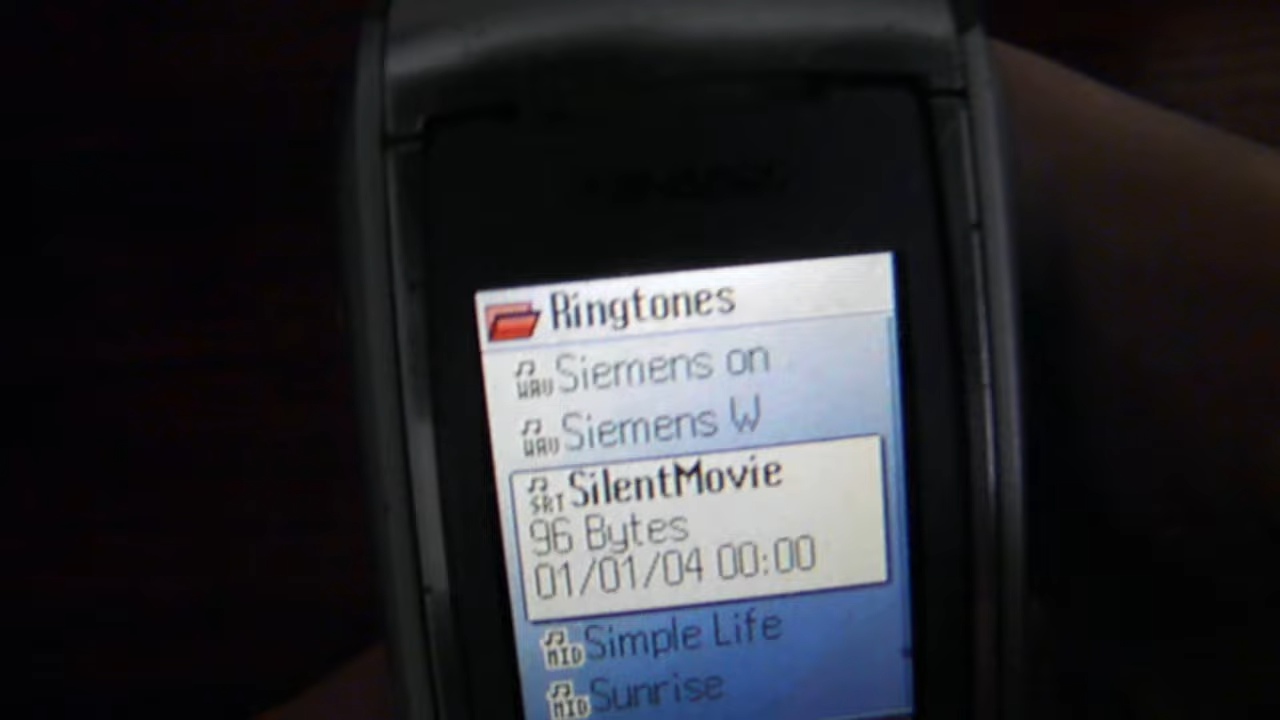 Ringtones
WAV Siemens on
WAV Siemens W
SRT SilentMovie
96 Bytes
01/01/04 00:00
MID Simple Life
MID Sunrise